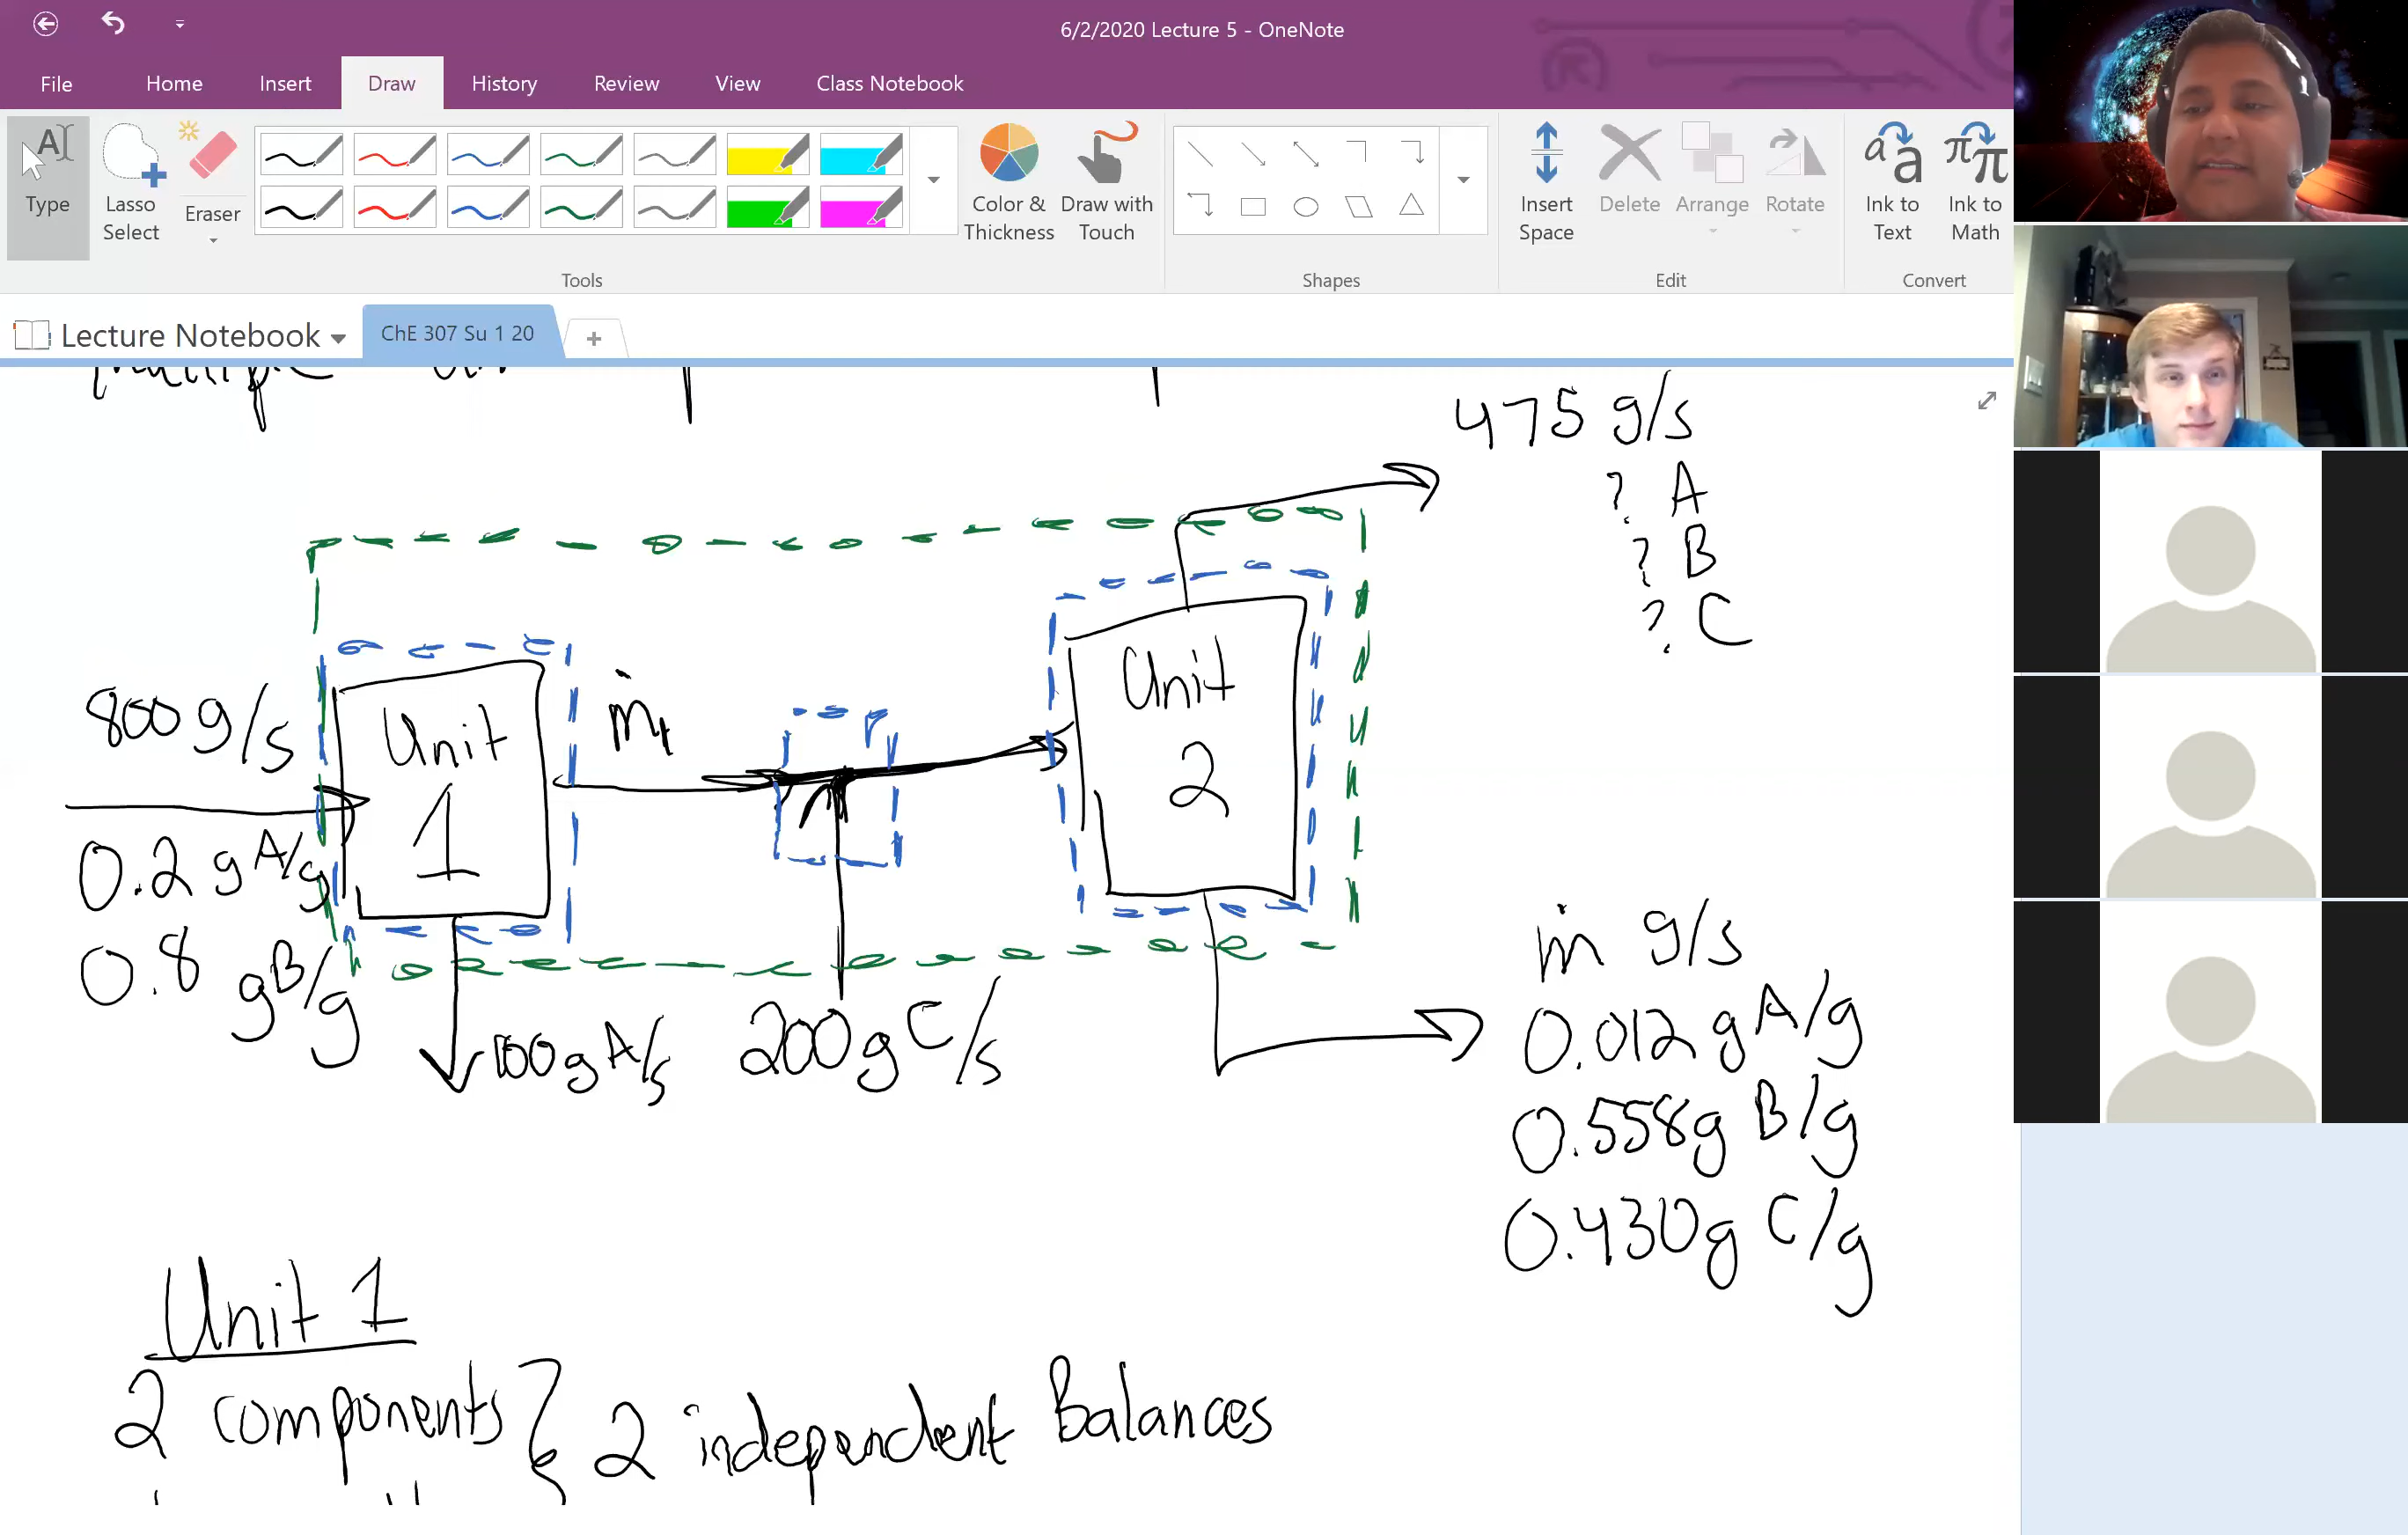 6/2/2020 Lecture 5 - OneNote
File Home Insert Draw History Review View Class Notebook
Type
Lasso Select
Eraser
Color & Thickness
Draw with Touch
Insert Space
Delete
Arrange
Rotate
Ink to Text
Ink to Math
Tools
Shapes
Edit
Convert
Lecture Notebook
ChE 307 Su 1 20
+
475 g/s
? A
? B
? C
800 g/s
0.2 gA/g
0.8 gB/g
Unit 1
ṁ₁
Unit 2
100 gA/s
200 gC/s
ṁ g/s
0.012 gA/g
0.558 g B/g
0.430 g C/g
Unit 1
2 components } 2 independent Balances